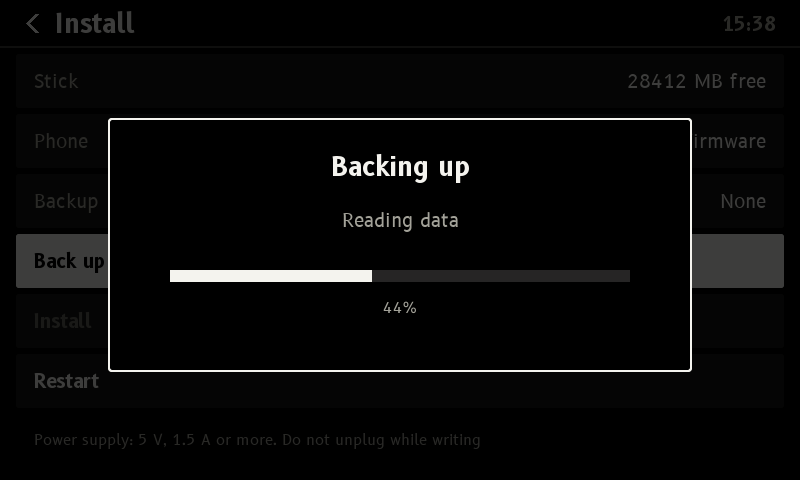 Install
15:38
Stick
28412 MB free
Phone
irmware
Backup
None
Backing up
Reading data
44%
Back up
Install
Restart
Power supply: 5 V, 1.5 A or more. Do not unplug while writing